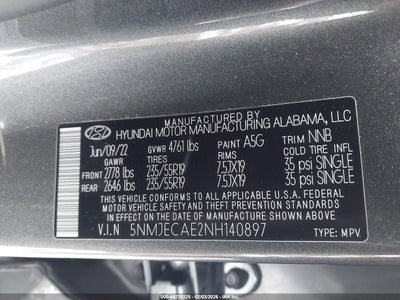 MANUFACTURED BY
HYUNDAI MOTOR MANUFACTURING ALABAMA, LLC
Jun/09/22 GVWR 4761 lbs PAINT A5G TRIM NNB
GAWR TIRES RIMS COLD TIRE INFL
FRONT 2778 lbs 235/55R19 7.5JX19 35 psi SINGLE
REAR 2646 lbs 235/55R19 7.5JX19 35 psi SINGLE
THIS VEHICLE CONFORMS TO ALL APPLICABLE U.S. FEDERAL
MOTOR VEHICLE SAFETY, BUMPER, AND THEFT PREVENTION
STANDARDS IN EFFECT ON THE DATE OF MANUFACTURE SHOWN ABOVE.
V.I.N 5NMJECAE2NH140897 TYPE: MPV